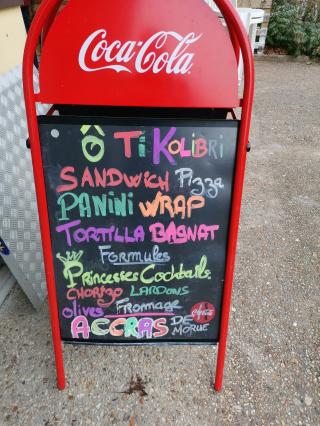 Coca-Cola
Ô Ti KOLiBRi
SANDWicH Pizza
PANiNi WRAP
TORTiLLA BAGNAT
Formules
Princesses Cocktails
CHORizo LARDONS
olives Fromage
Coca-Cola
ACCRAS DE MORUE